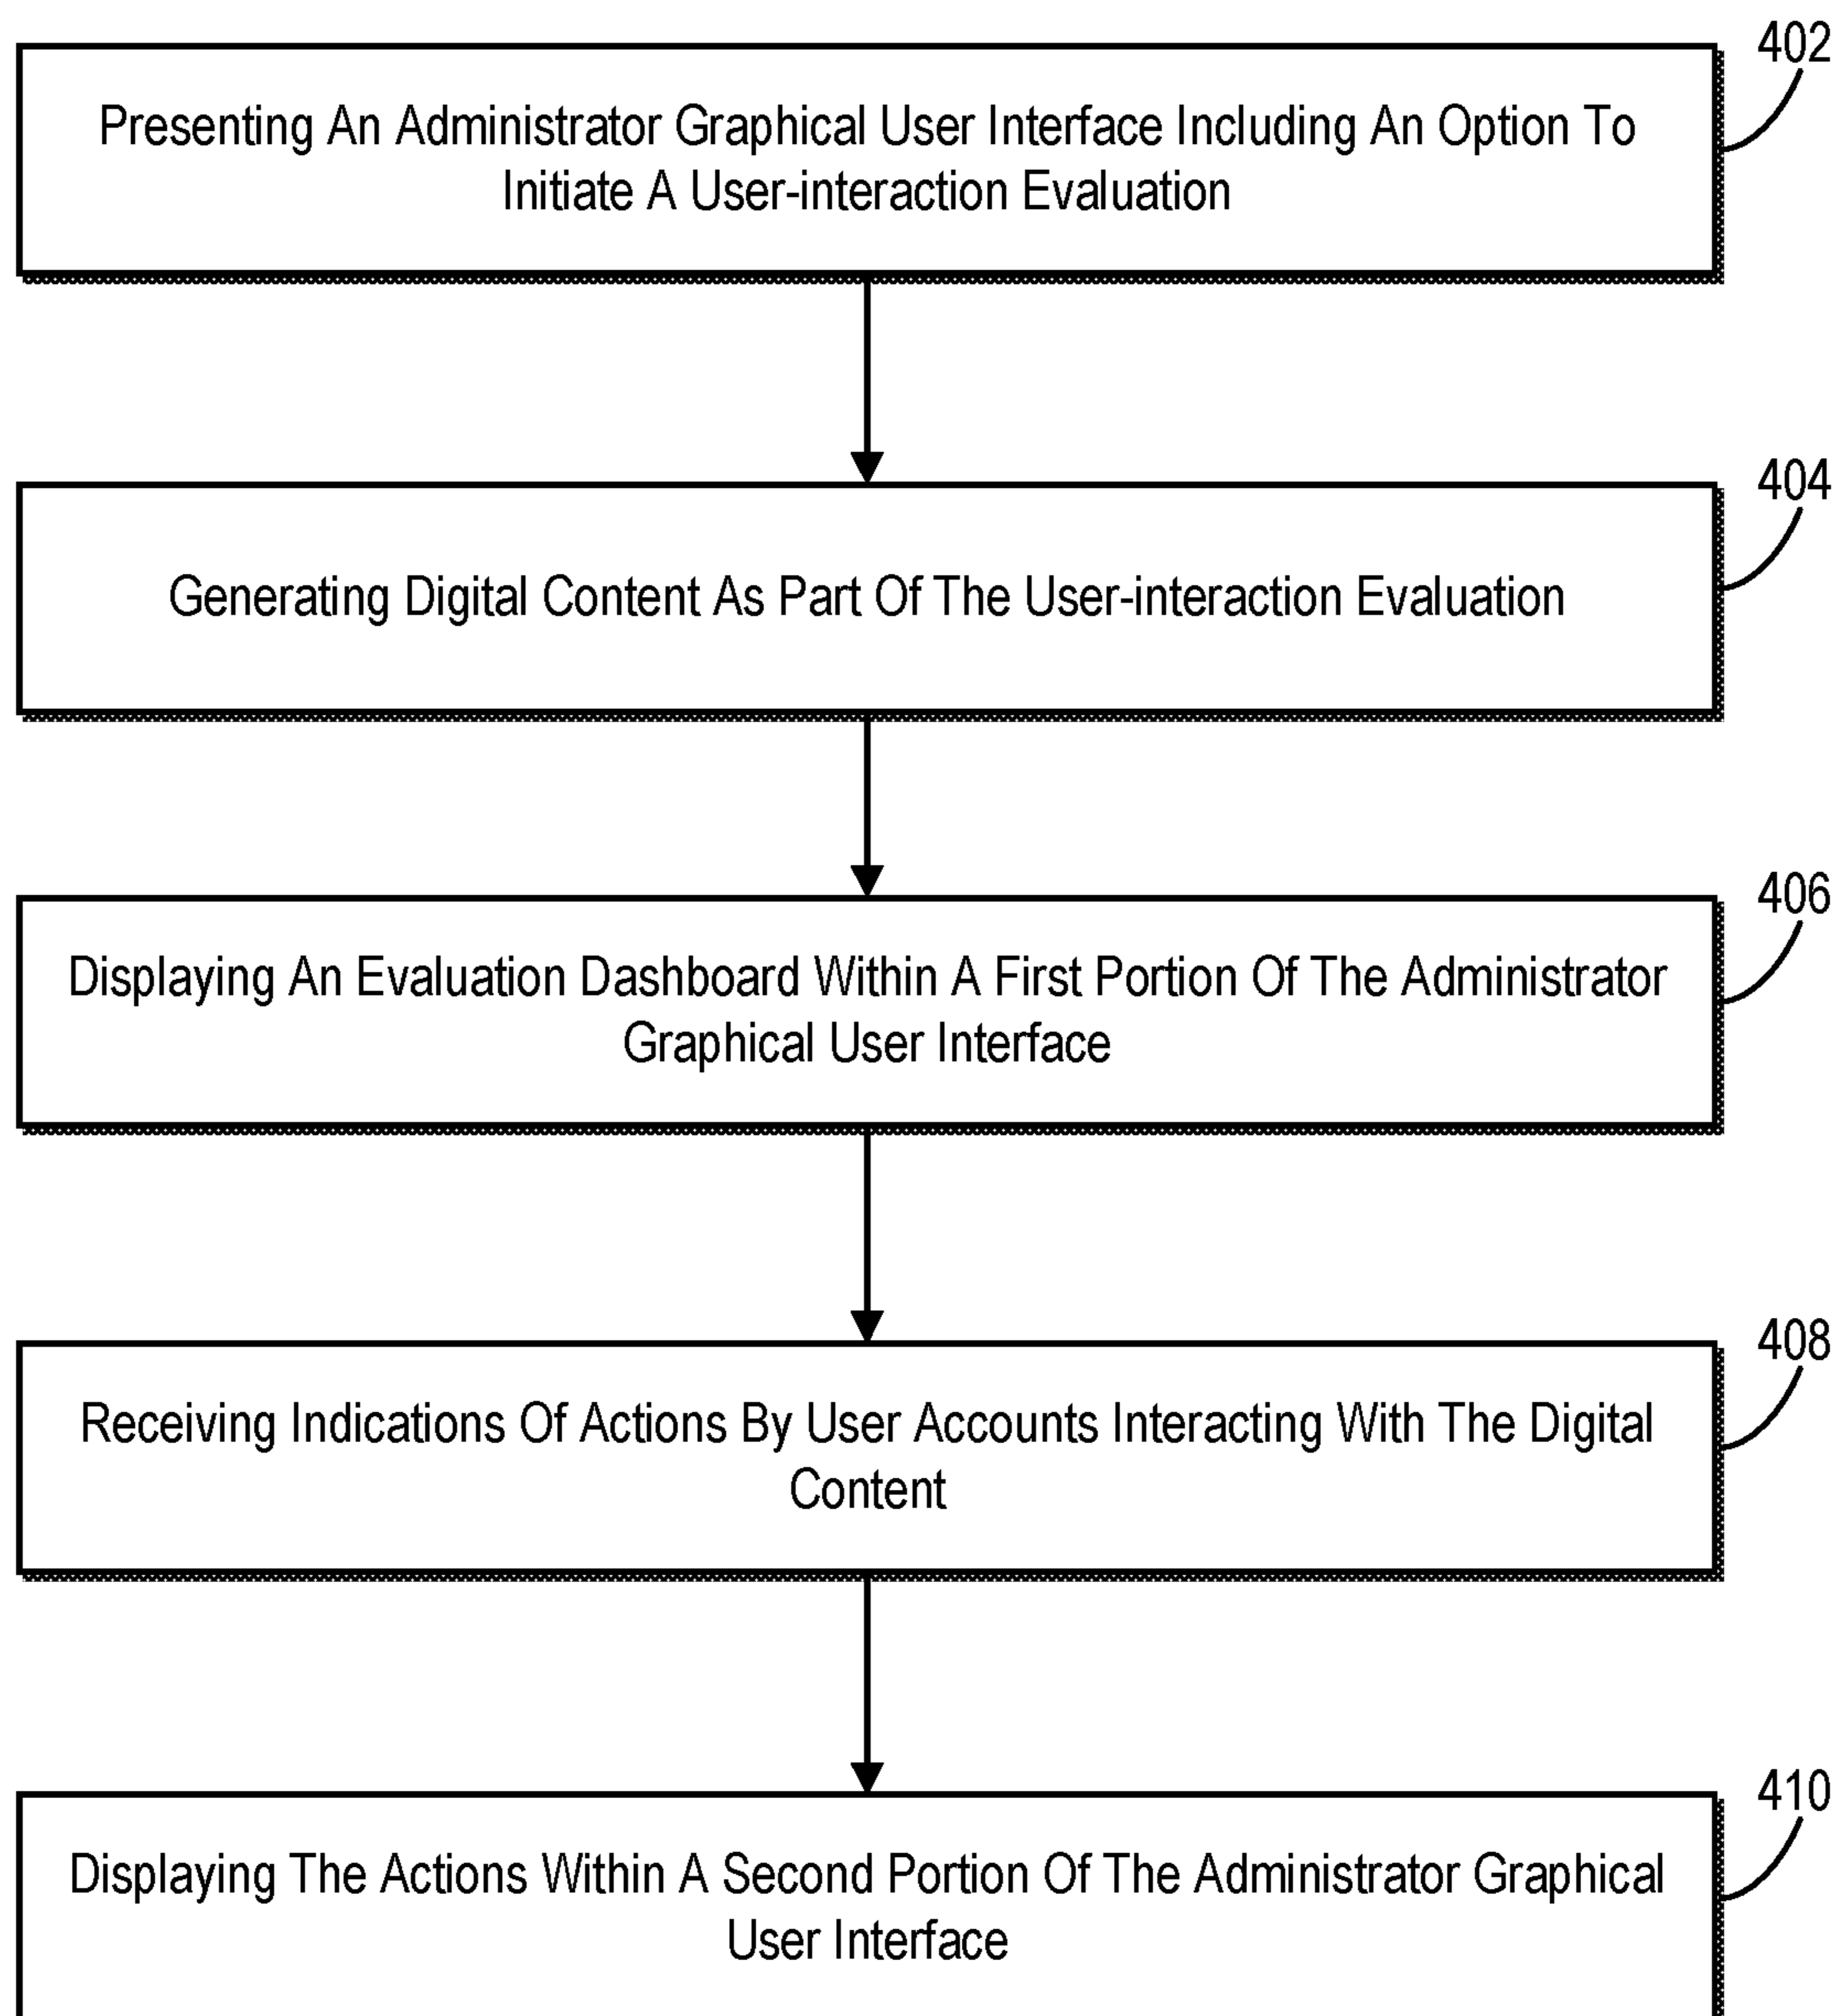 402
Presenting An Administrator Graphical User Interface Including An Option To
Initiate A User-interaction Evaluation
404
Generating Digital Content As Part Of The User-interaction Evaluation
406
Displaying An Evaluation Dashboard Within A First Portion Of The Administrator
Graphical User Interface
408
Receiving Indications Of Actions By User Accounts Interacting With The Digital
Content
410
Displaying The Actions Within A Second Portion Of The Administrator Graphical
User Interface